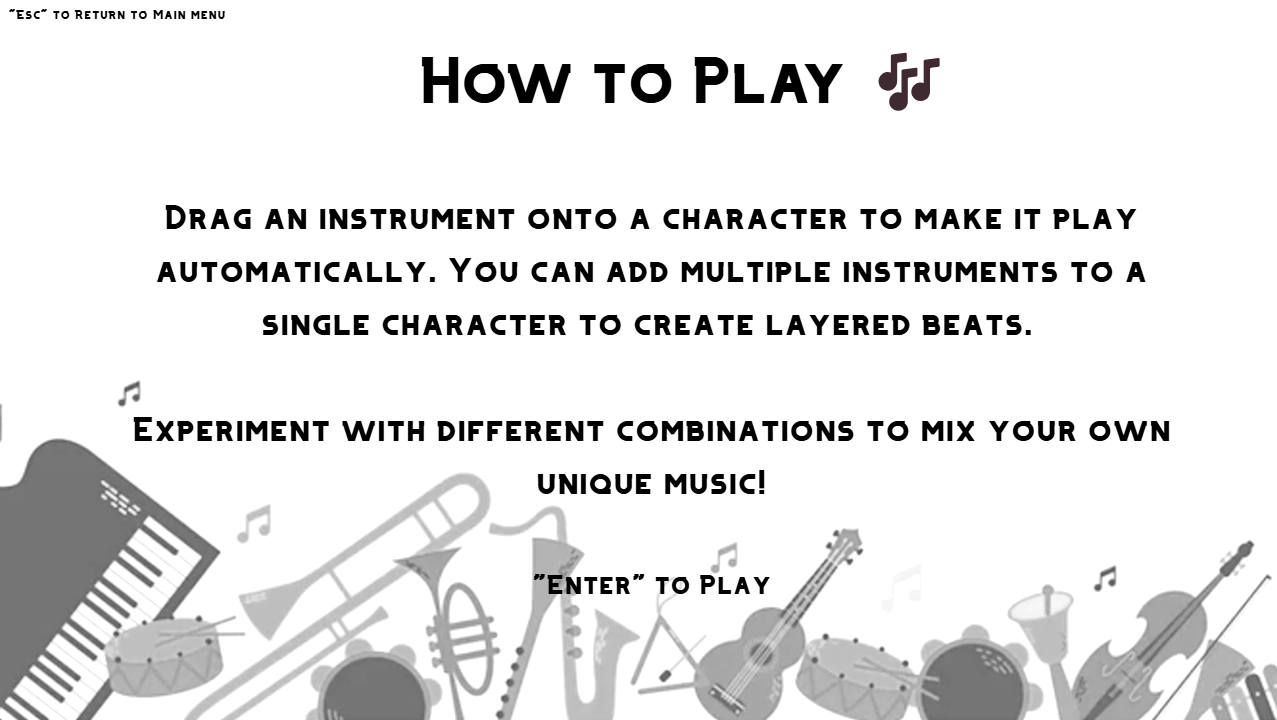 "Esc" to Return to Main menu
How to Play
Drag an instrument onto a character to make it play
automatically. You can add multiple instruments to a
single character to create layered beats.
Experiment with different combinations to mix your own
unique music!
"Enter" to Play